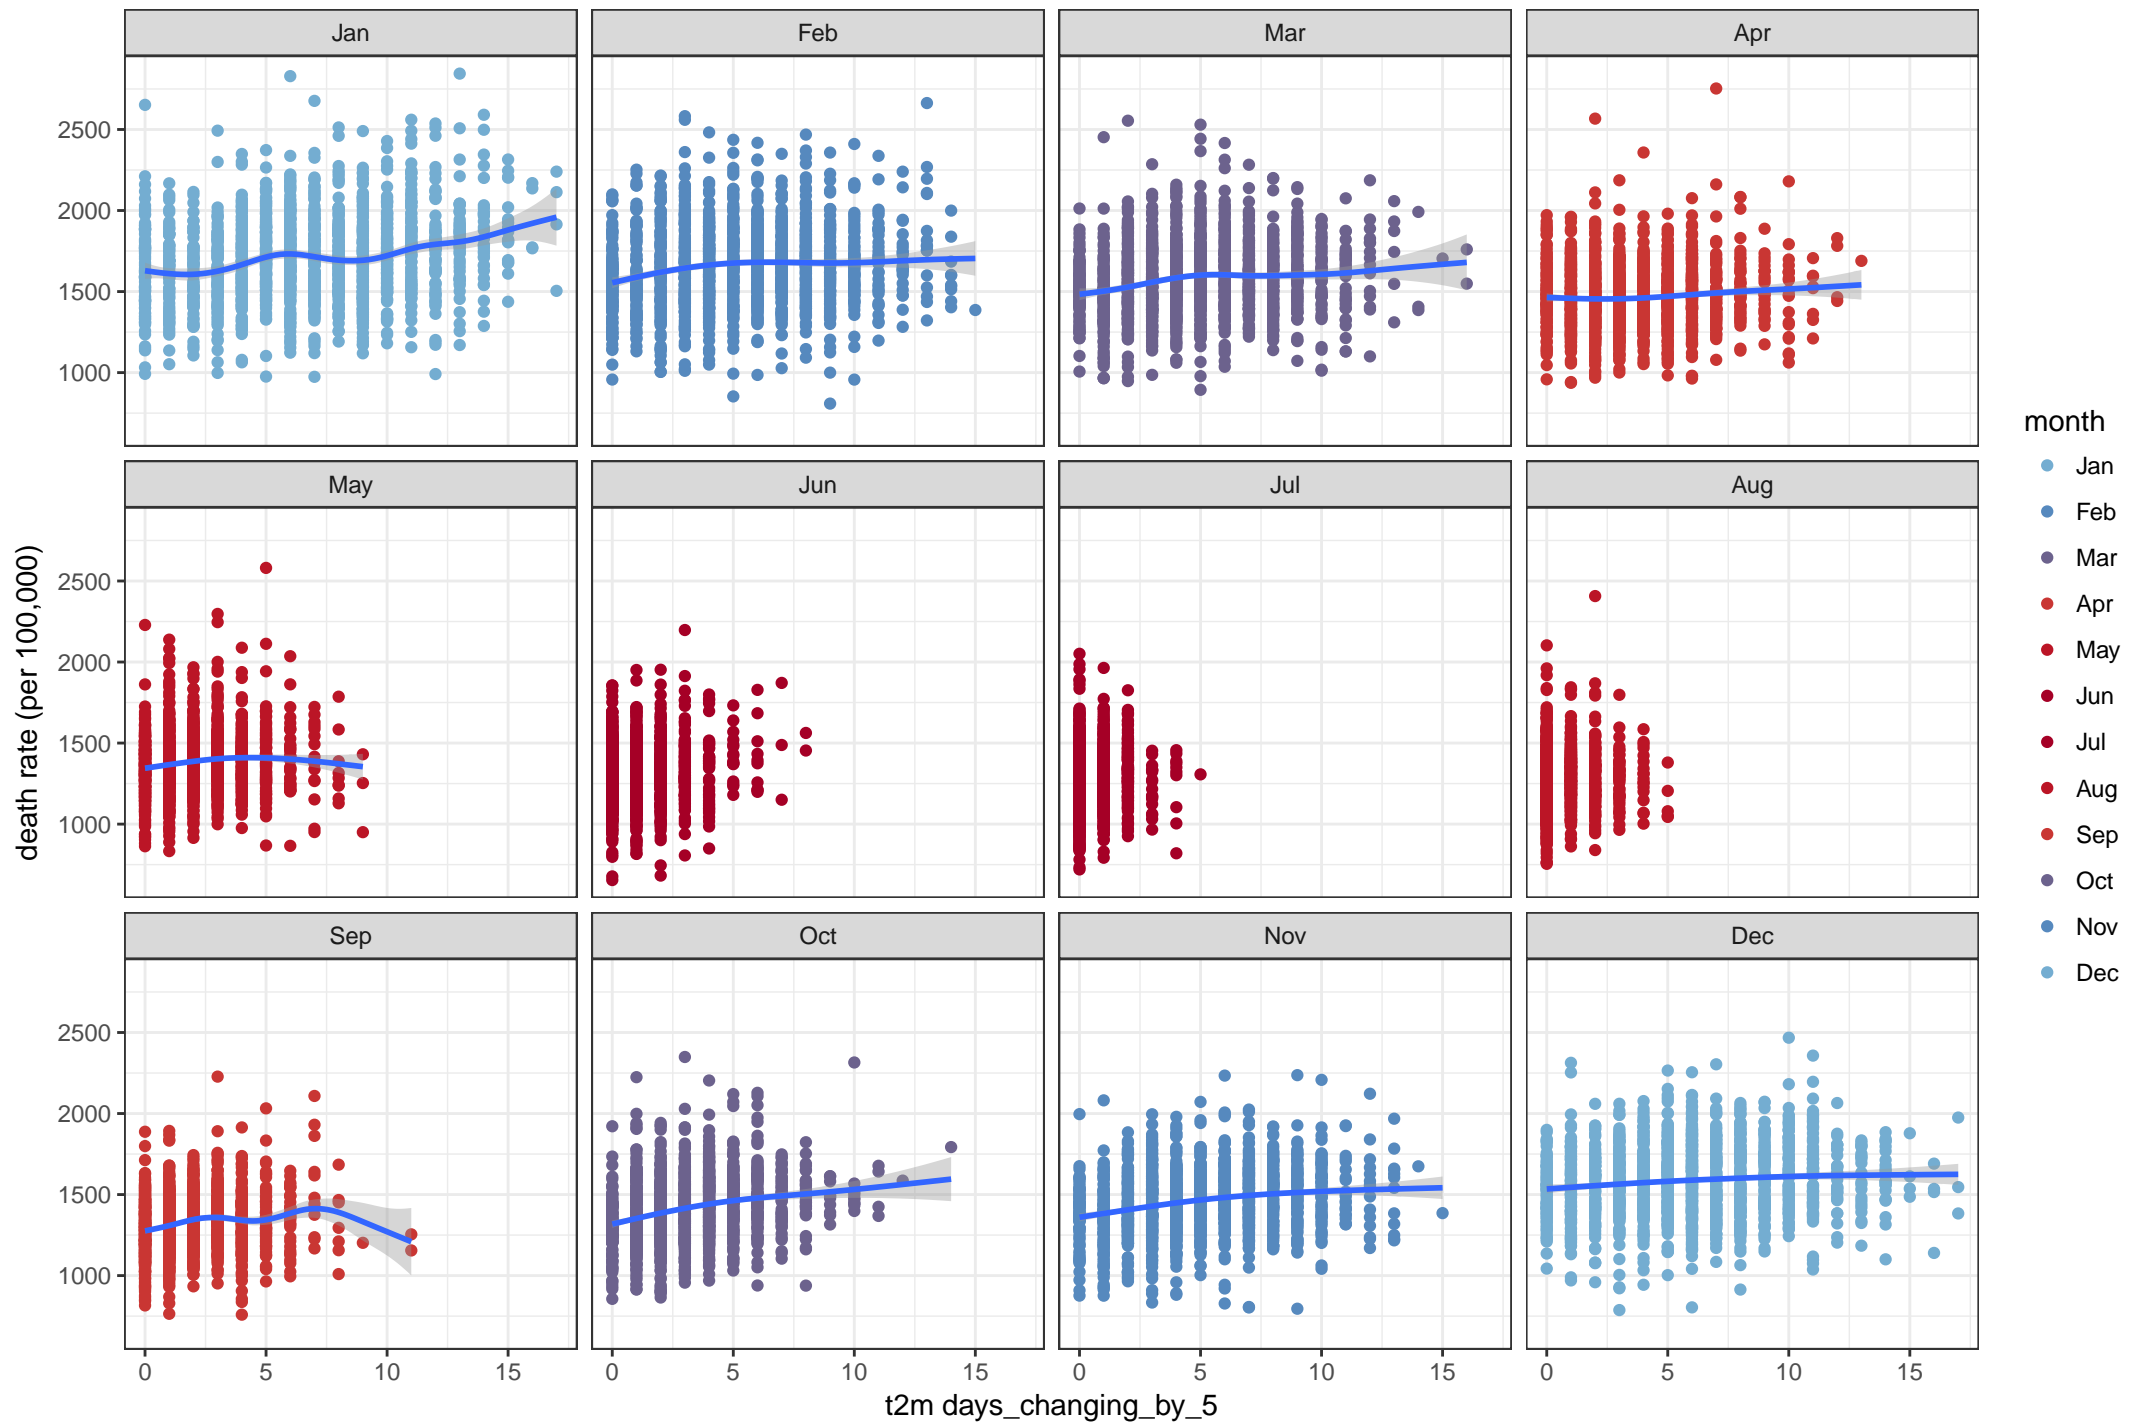 Jan Feb Mar Apr
2500
2000
1500
1000
May Jun Jul Aug
2500
2000
1500
1000
Sep Oct Nov Dec
2500
2000
1500
1000
0 5 10 15 0 5 10 15 0 5 10 15 0 5 10 15
t2m days_changing_by_5
death rate (per 100,000)
month
Jan
Feb
Mar
Apr
May
Jun
Jul
Aug
Sep
Oct
Nov
Dec